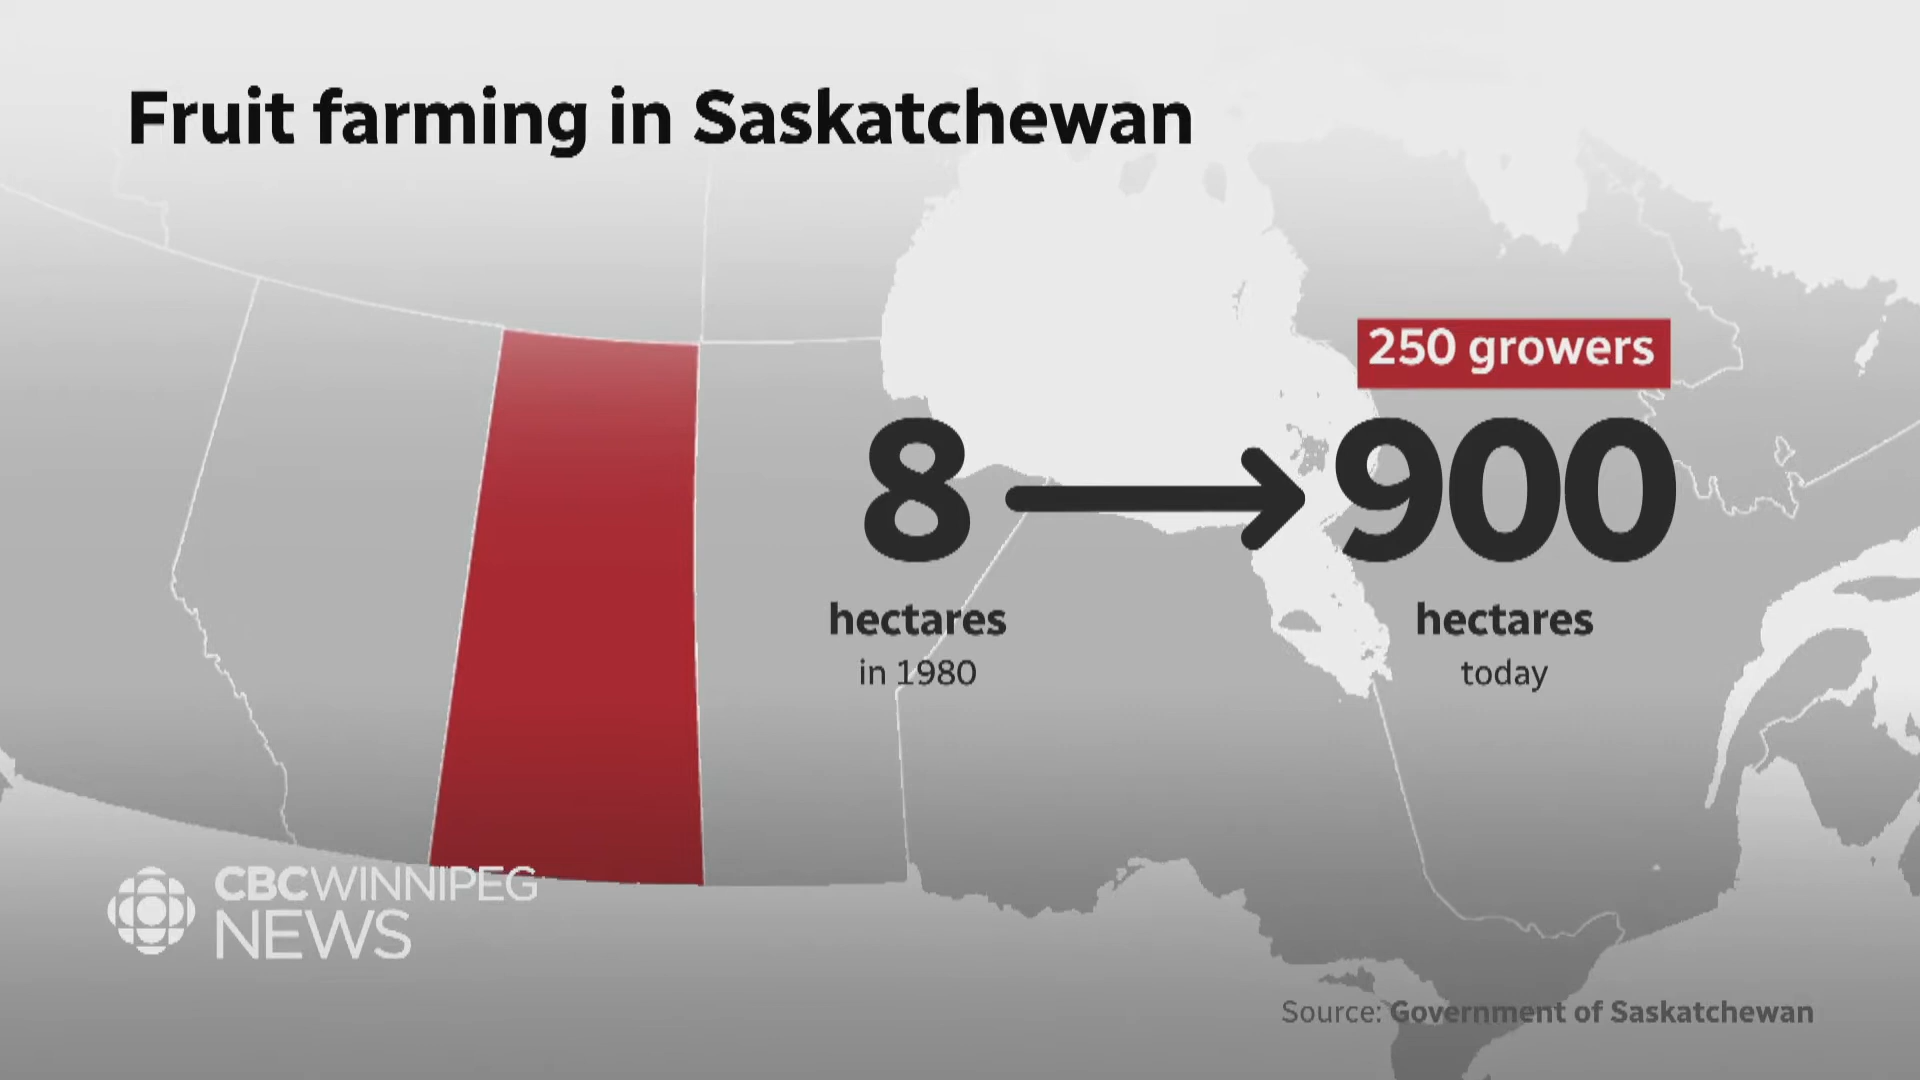 Fruit farming in Saskatchewan
250 growers
8 → 900
hectares hectares
in 1980 today
CBC WINNIPEG
NEWS
Source: Government of Saskatchewan